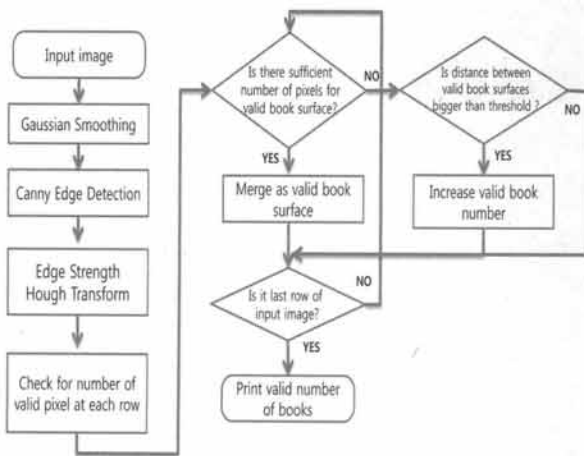 Input image
Gaussian Smoothing
Canny Edge Detection
Edge Strength
Hough Transform
Check for number of
valid pixel at each row
Is there sufficient
number of pixels for
valid book surface?
NO
YES
Merge as valid book
surface
Is it last row of
input image?
NO
YES
Print valid number
of books
Is distance between
valid book surfaces
bigger than threshold ?
NO
YES
Increase valid book
number